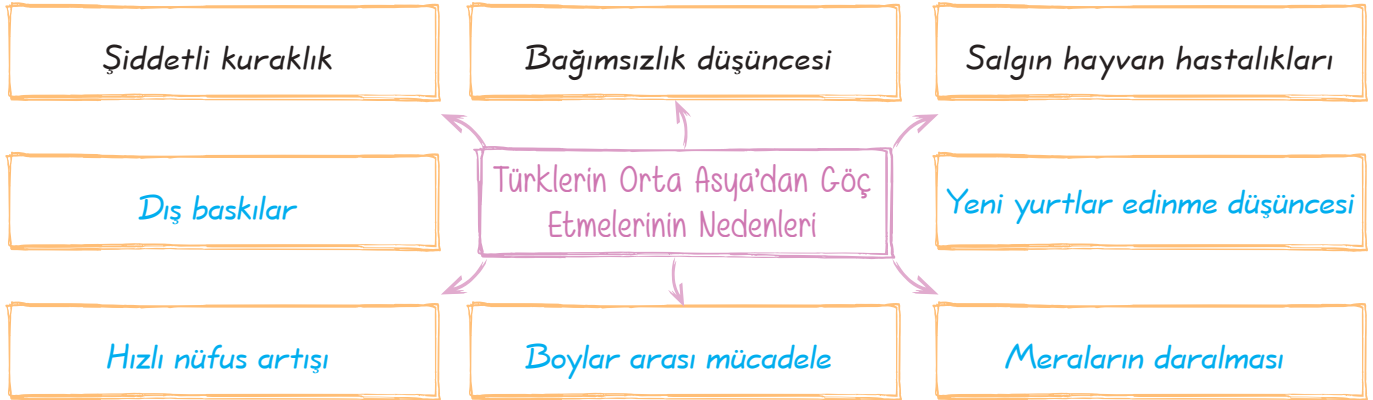 Şiddetli kuraklık
Bağımsızlık düşüncesi
Salgın hayvan hastalıkları
Dış baskılar
Türklerin Orta Asya'dan Göç
Etmelerinin Nedenleri
Yeni yurtlar edinme düşüncesi
Hızlı nüfus artışı
Boylar arası mücadele
Meraların daralması